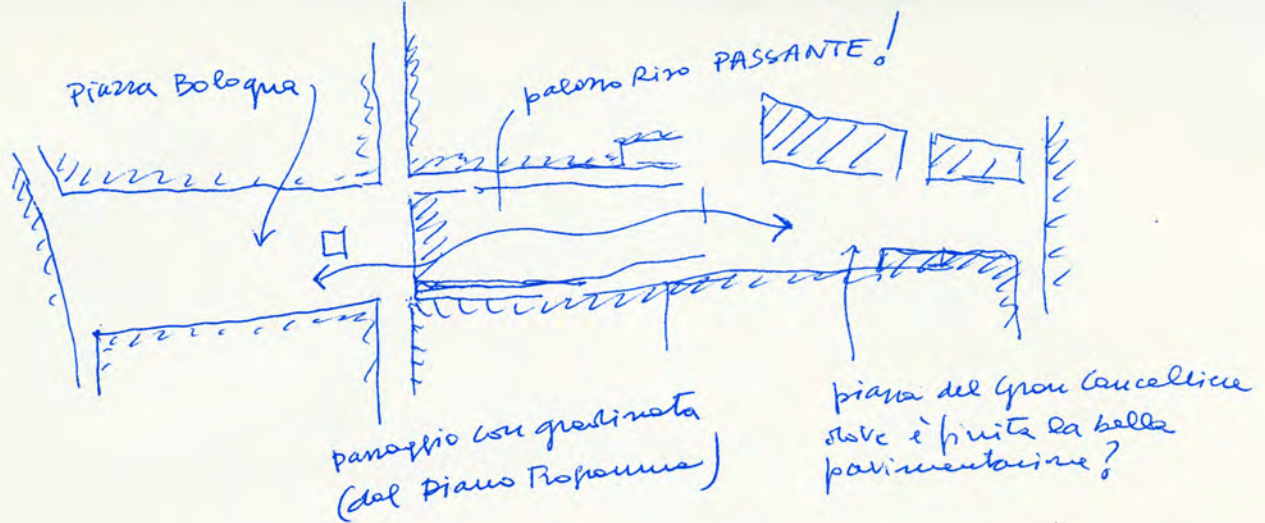 Piazza Bologna
palazzo Riso PASSANTE!
passaggio con gradinata
(dal Piano Programma)
piazza del Gran Cancelliere
dove è finita la bella
pavimentazione?